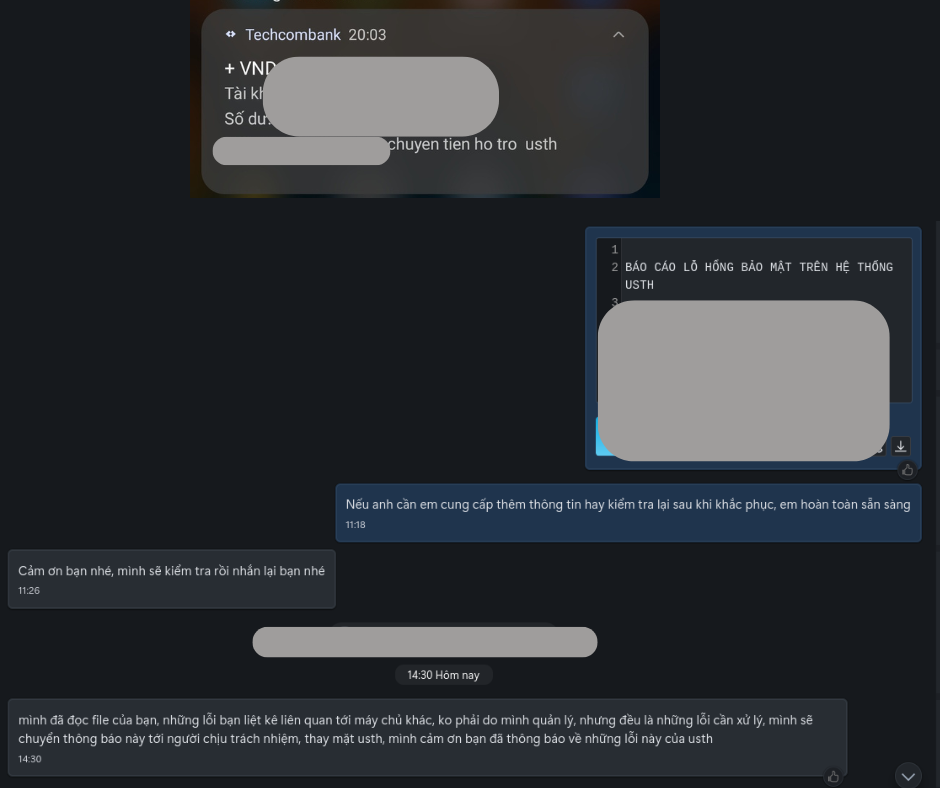 Techcombank 20:03
+ VND
Tài
Số dư
chuyen tien ho tro usth
1
2 BÁO CÁO LỖ HỔNG BẢO MẬT TRÊN HỆ THỐNG
USTH
3
Nếu anh cần em cung cấp thêm thông tin hay kiểm tra lại sau khi khắc phục, em hoàn toàn sẵn sàng
11:18
Cảm ơn bạn nhé, mình sẽ kiểm tra rồi nhắn lại bạn nhé
11:26
14:30 Hôm nay
mình đã đọc file của bạn, những lỗi bạn liệt kê liên quan tới máy chủ khác, ko phải do mình quản lý, nhưng đều là những lỗi cần xử lý, mình sẽ
chuyển thông báo này tới người chịu trách nhiệm, thay mặt usth, mình cảm ơn bạn đã thông báo về những lỗi này của usth
14:30